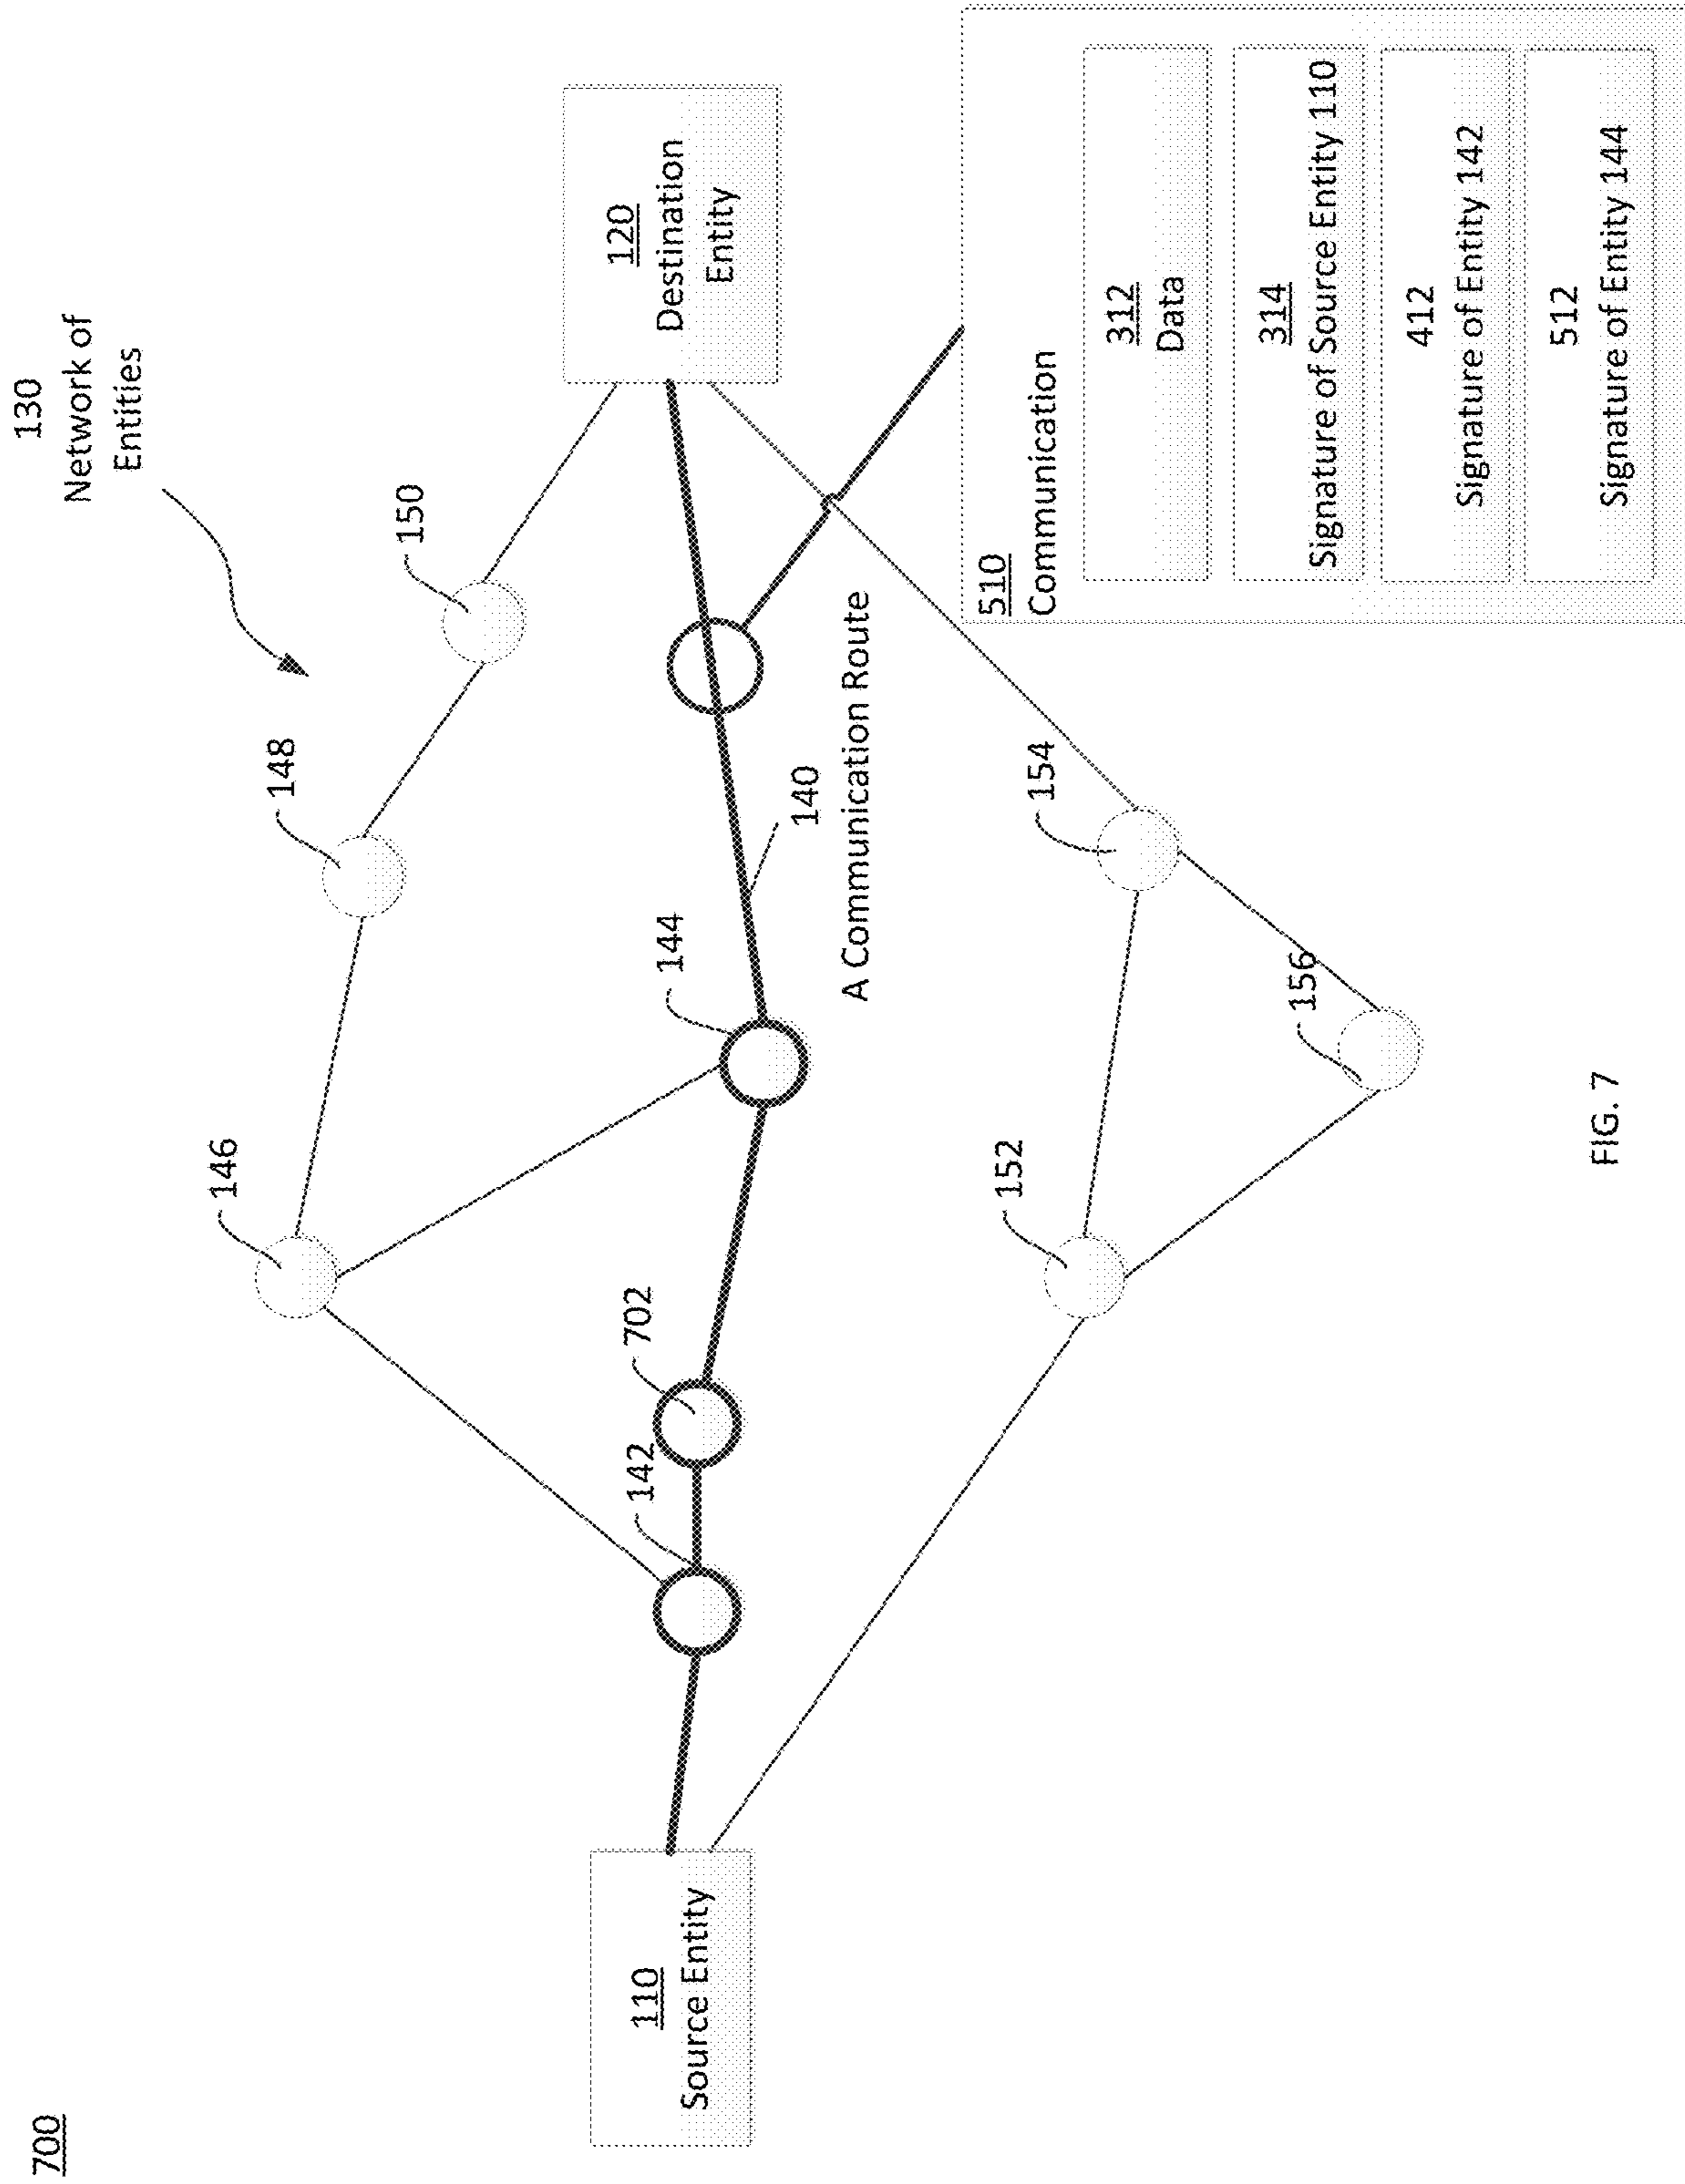 700
130
Network of
Entities
146
148
150
110
Source Entity
142
702
144
140
A Communication Route
120
Destination
Entity
152
154
156
510
Communication
312
Data
314
Signature of Source Entity 110
412
Signature of Entity 142
512
Signature of Entity 144
FIG. 7